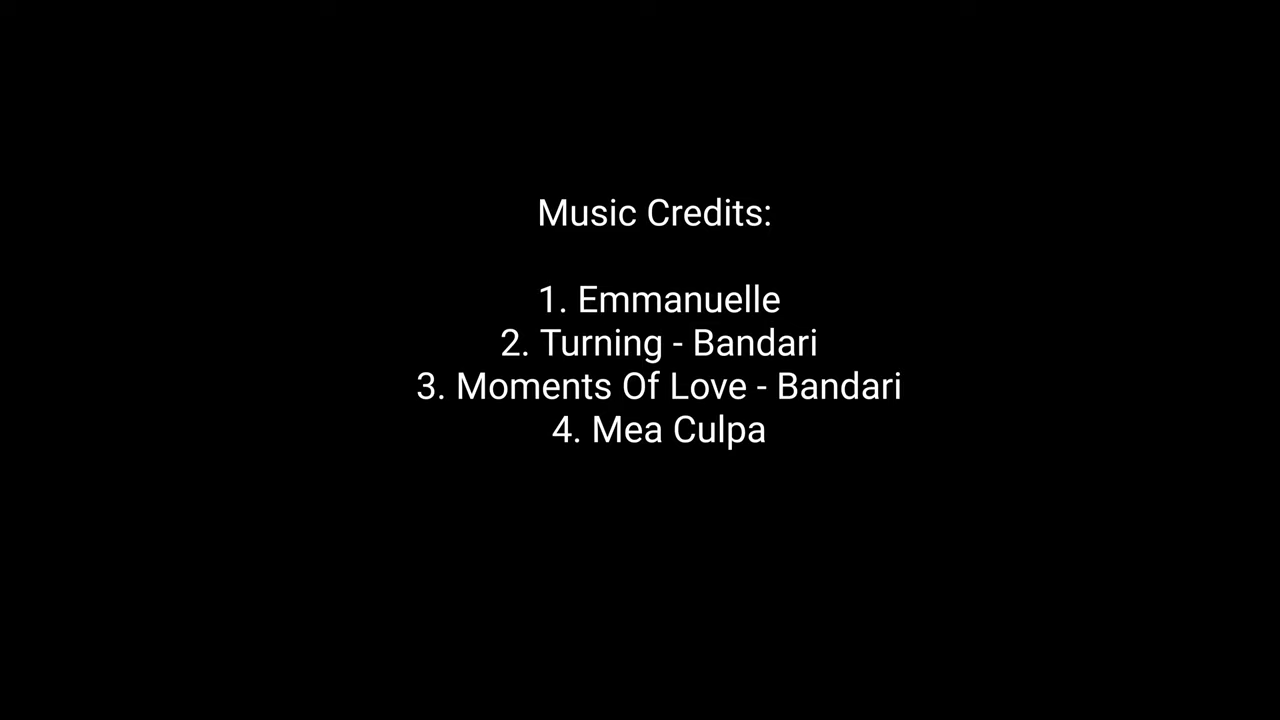 Music Credits:
1. Emmanuelle
2. Turning - Bandari
3. Moments Of Love - Bandari
4. Mea Culpa